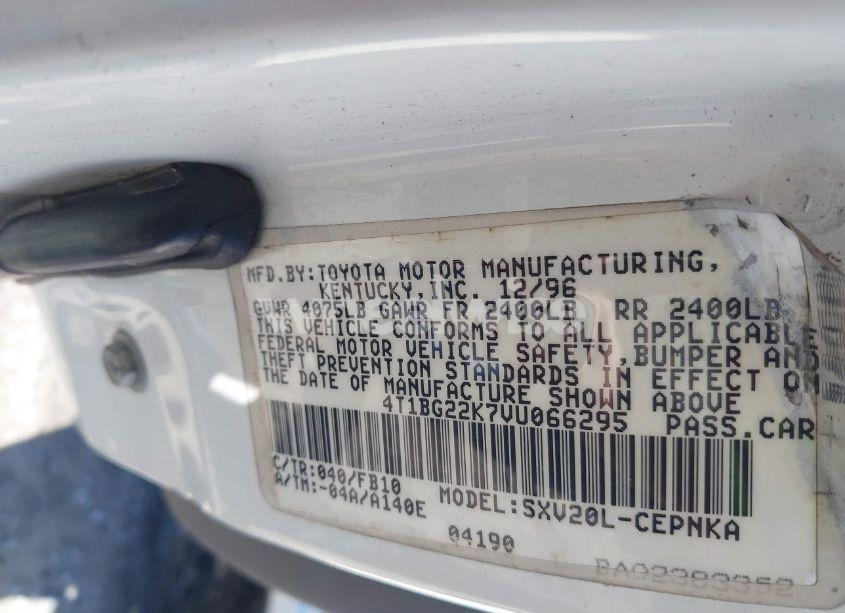 MFD.BY:TOYOTA MOTOR MANUFACTURING,
KENTUCKY,INC. 12/96
GVWR 4075LB GAWR FR 2400LB RR 2400LB
THIS VEHICLE CONFORMS TO ALL APPLICABLE
FEDERAL MOTOR VEHICLE SAFETY,BUMPER AND
THEFT PREVENTION STANDARDS IN EFFECT ON
THE DATE OF MANUFACTURE SHOWN ABOVE
4T1BG22K7VU066295 PASS.CAR
C/TR:040/FB10
A/TM:-04A/A140E
MODEL:SXV20L-CEPNKA
04190